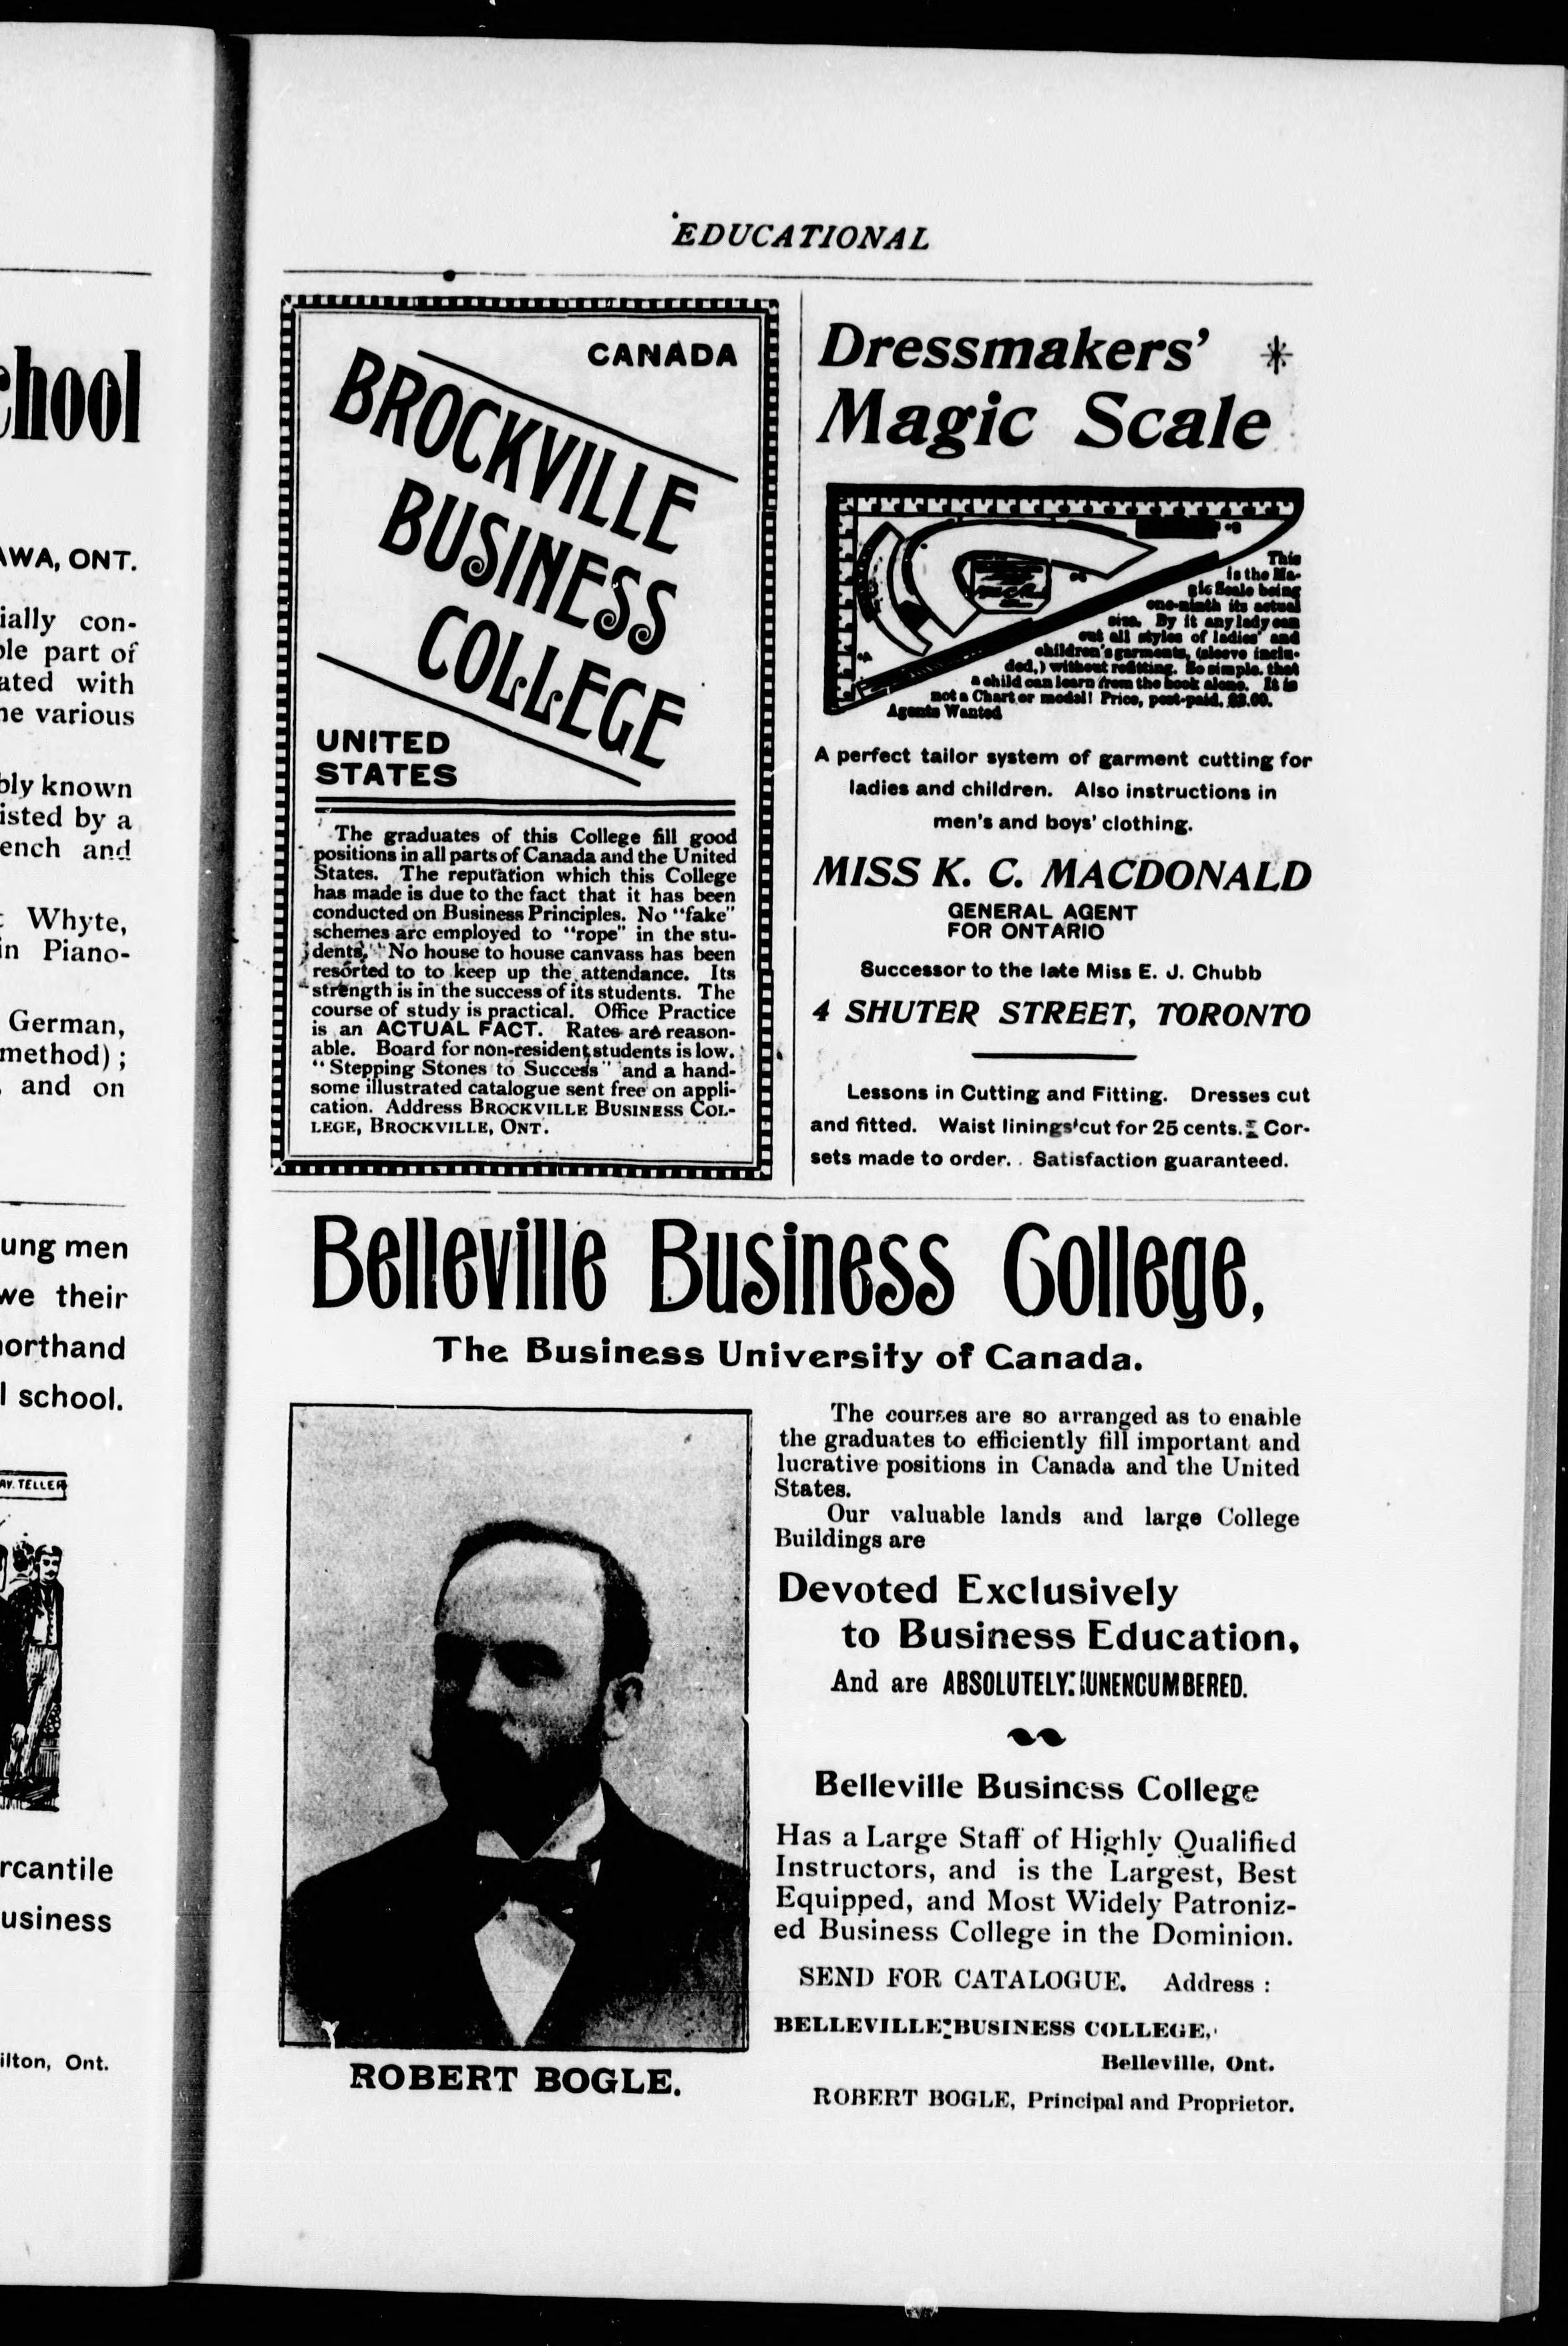 chool
AWA, ONT.
ially con-
ble part of
ated with
he various
bly known
isted by a
ench and
Whyte,
in Piano-
German,
method) ;
and on
ung men
we their
orthand
l school.
AY. TELLER
rcantile
usiness
ilton, Ont.
EDUCATIONAL
CANADA
BROCKVILLE
BUSINESS
COLLEGE
UNITED
STATES
The graduates of this College fill good
positions in all parts of Canada and the United
States. The reputation which this College
has made is due to the fact that it has been
conducted on Business Principles. No "fake"
schemes are employed to "rope" in the stu-
dents. No house to house canvass has been
resorted to to keep up the attendance. Its
strength is in the success of its students. The
course of study is practical. Office Practice
is an ACTUAL FACT. Rates are reason-
able. Board for non-resident students is low.
"Stepping Stones to Success" and a hand-
some illustrated catalogue sent free on appli-
cation. Address BROCKVILLE BUSINESS COL-
LEGE, BROCKVILLE, ONT.
Dressmakers'
Magic Scale
This
is the Ma-
gic Scale being
one-ninth its actual
size. By it any lady can
cut all styles of ladies' and
children's garments, (sleeve inclu-
ded,) without refitting. So simple, that
a child can learn from the book alone. It is
not a Chart or model! Price, post-paid,
Agents Wanted
A perfect tailor system of garment cutting for
ladies and children. Also instructions in
men's and boys' clothing.
MISS K. C. MACDONALD
GENERAL AGENT
FOR ONTARIO
Successor to the late Miss E. J. Chubb
4 SHUTER STREET, TORONTO
Lessons in Cutting and Fitting. Dresses cut
and fitted. Waist linings cut for 25 cents. Cor-
sets made to order. Satisfaction guaranteed.
Belleville Business College,
The Business University of Canada.
The courses are so arranged as to enable
the graduates to efficiently fill important and
lucrative positions in Canada and the United
States.
Our valuable lands and large College
Buildings are
Devoted Exclusively
to Business Education,
And are ABSOLUTELY UNENCUMBERED.
Belleville Business College
Has a Large Staff of Highly Qualified
Instructors, and is the Largest, Best
Equipped, and Most Widely Patroniz-
ed Business College in the Dominion.
SEND FOR CATALOGUE. Address :
BELLEVILLE BUSINESS COLLEGE,
Belleville, Ont.
ROBERT BOGLE, Principal and Proprietor.
ROBERT BOGLE.